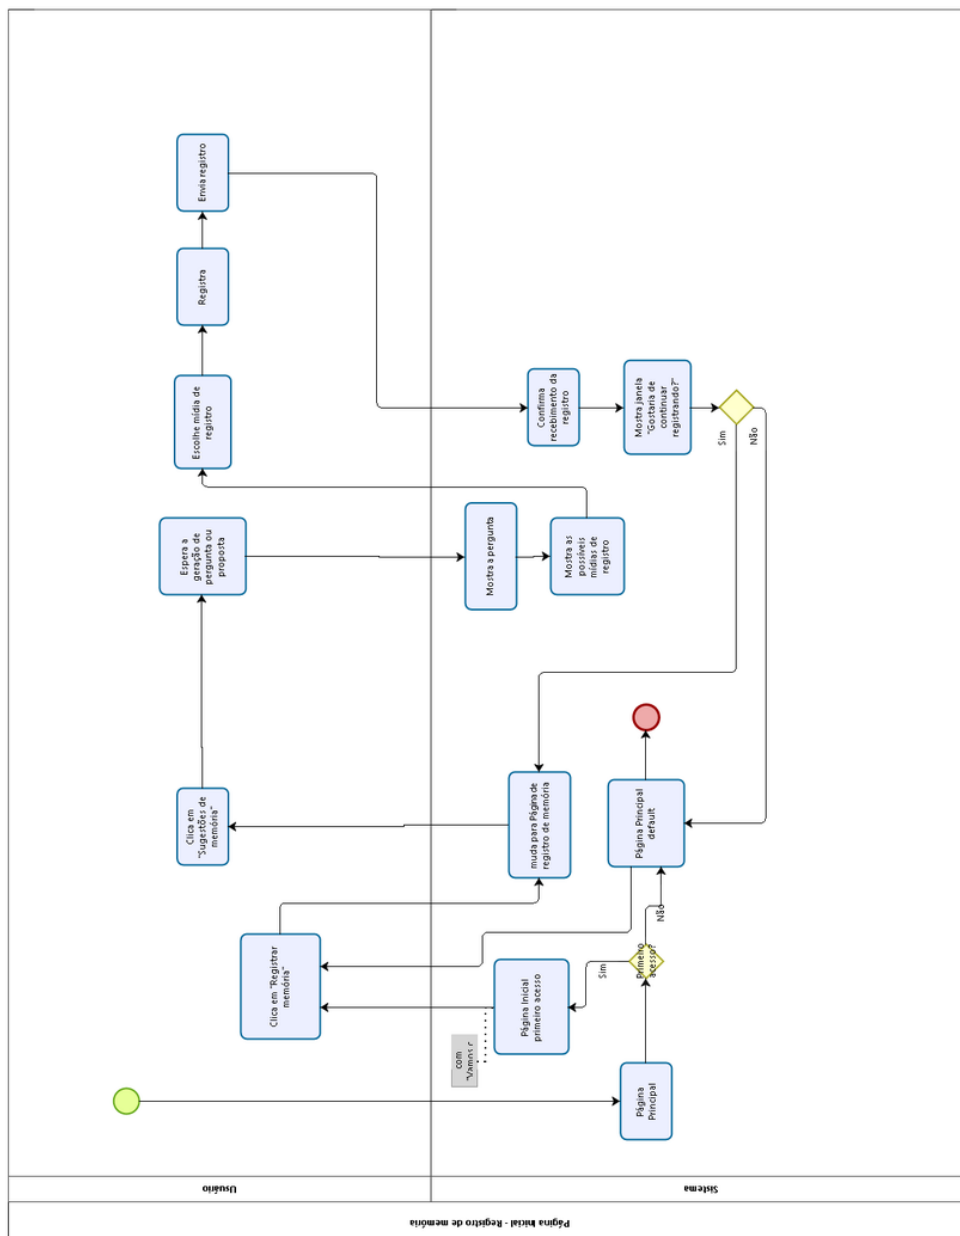 Página Inicial - Registro de memória
Usuário
Sistema
Página
Principal
Primeiro
acesso?
Sim
Não
Página Inicial
primeiro acesso
com
Clica em "Registrar
memória"
Página Principal
default
muda para Página de
registro de memória
Clica em
"Sugestões de
memória"
Espera a
geração de
pergunta ou
proposta
Mostra a pergunta
Mostra as
possíveis
mídias de
registro
Escolhe mídia de
registro
Registra
Envia registro
Confirma
recebimento da
registro
Mostra janela
"Gostaria de
continuar
registrando?"
Sim
Não